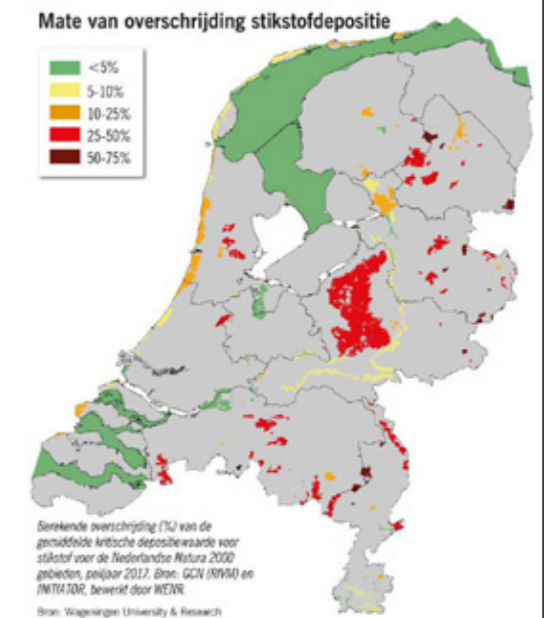 Mate van overschrijding stikstofdepositie
<5%
5-10%
10-25%
25-50%
50-75%
Berekende overschrijding (%) van de
gemiddelde kritische depositiewaarde voor
stikstof voor de Nederlandse Natura 2000
gebieden, peiljaar 2017. Bron: GCN (RIVM) en
INITIATOR, bewerkt door WENR.
Bron: Wageningen University & Research